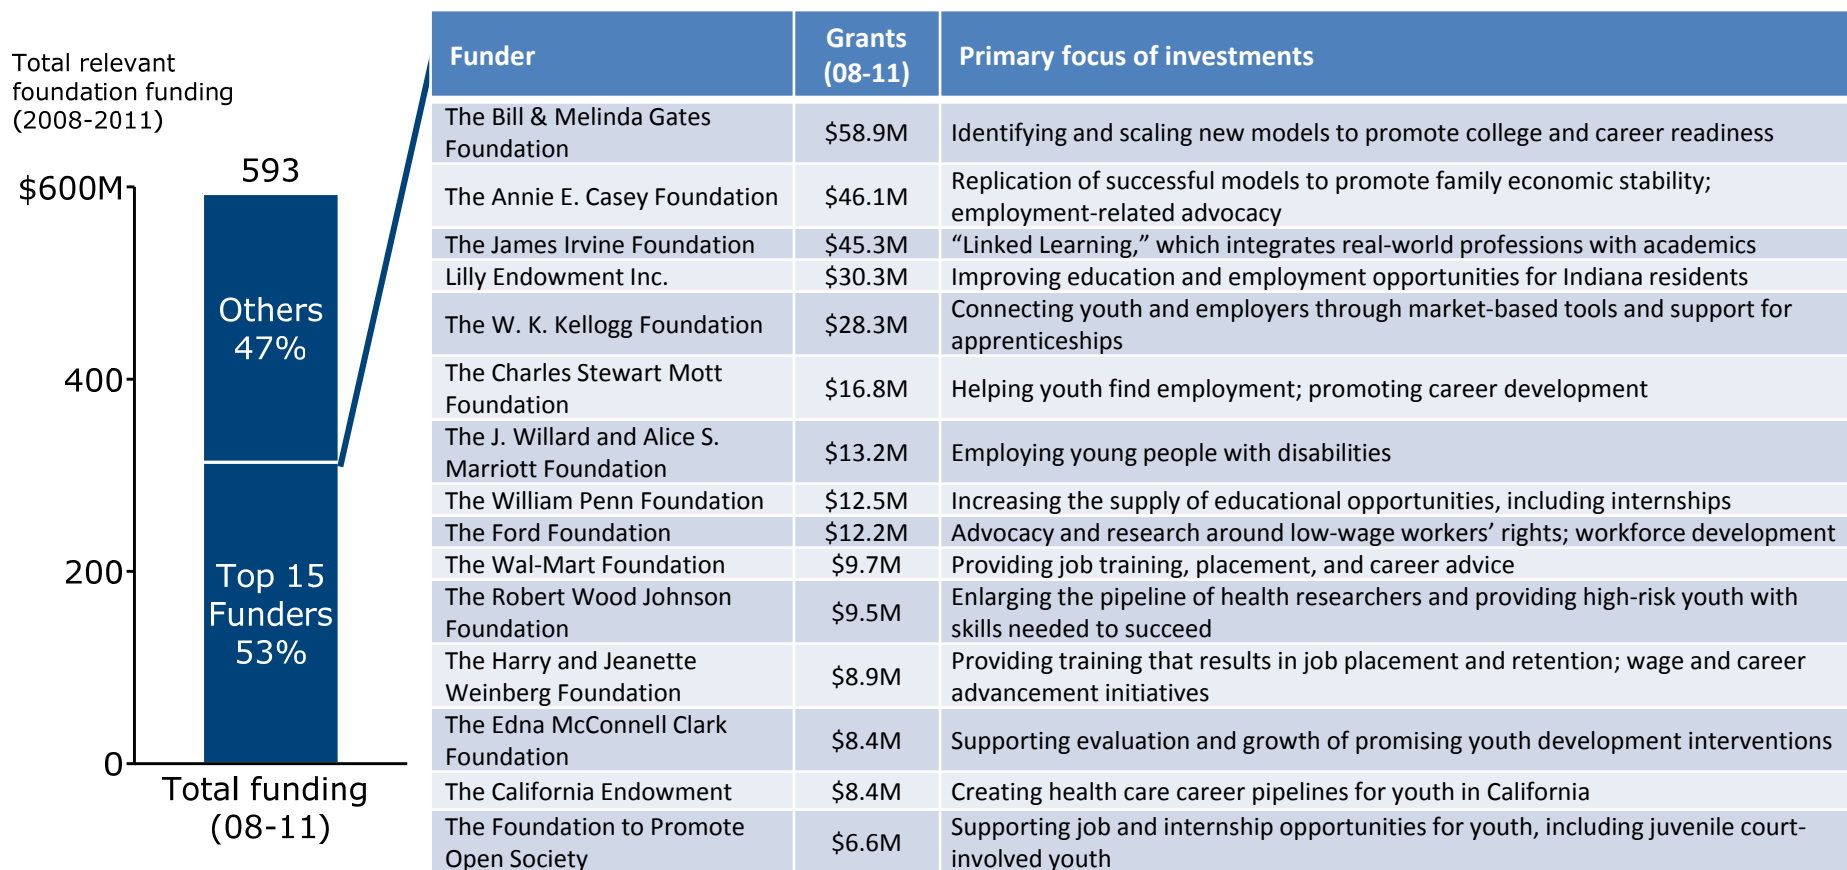 Total relevant
foundation funding
(2008-2011)
593
$600M
400
200
0
Others
47%
Top 15
Funders
53%
Total funding
(08-11)
Funder
Grants
(08-11)
Primary focus of investments
The Bill & Melinda Gates
Foundation
$58.9M
Identifying and scaling new models to promote college and career readiness
The Annie E. Casey Foundation
$46.1M
Replication of successful models to promote family economic stability;
employment-related advocacy
The James Irvine Foundation
$45.3M
“Linked Learning,” which integrates real-world professions with academics
Lilly Endowment Inc.
$30.3M
Improving education and employment opportunities for Indiana residents
The W. K. Kellogg Foundation
$28.3M
Connecting youth and employers through market-based tools and support for
apprenticeships
The Charles Stewart Mott
Foundation
$16.8M
Helping youth find employment; promoting career development
The J. Willard and Alice S.
Marriott Foundation
$13.2M
Employing young people with disabilities
The William Penn Foundation
$12.5M
Increasing the supply of educational opportunities, including internships
The Ford Foundation
$12.2M
Advocacy and research around low-wage workers’ rights; workforce development
The Wal-Mart Foundation
$9.7M
Providing job training, placement, and career advice
The Robert Wood Johnson
Foundation
$9.5M
Enlarging the pipeline of health researchers and providing high-risk youth with
skills needed to succeed
The Harry and Jeanette
Weinberg Foundation
$8.9M
Providing training that results in job placement and retention; wage and career
advancement initiatives
The Edna McConnell Clark
Foundation
$8.4M
Supporting evaluation and growth of promising youth development interventions
The California Endowment
$8.4M
Creating health care career pipelines for youth in California
The Foundation to Promote
Open Society
$6.6M
Supporting job and internship opportunities for youth, including juvenile court-
involved youth